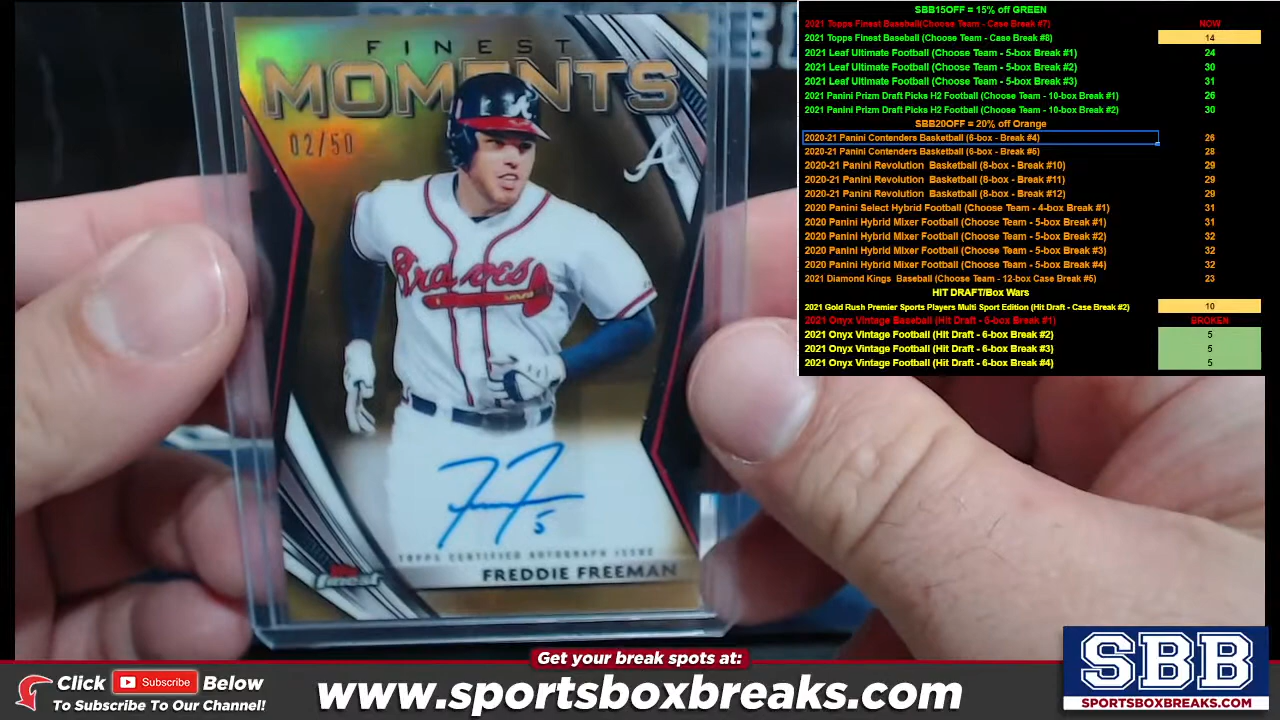 FINEST
MOMENTS
02/50
Braves
TOPPS CERTIFIED AUTOGRAPH ISSUE
FREDDIE FREEMAN
Finest
5
SBB15OFF = 15% off GREEN
2021 Topps Finest Baseball(Choose Team - Case Break #7) NOW
2021 Topps Finest Baseball (Choose Team - Case Break #8) 14
2021 Leaf Ultimate Football (Choose Team - 5-box Break #1) 24
2021 Leaf Ultimate Football (Choose Team - 5-box Break #2) 30
2021 Leaf Ultimate Football (Choose Team - 5-box Break #3) 31
2021 Panini Prizm Draft Picks H2 Football (Choose Team - 10-box Break #1) 26
2021 Panini Prizm Draft Picks H2 Football (Choose Team - 10-box Break #2) 30
SBB20OFF = 20% off Orange
2020-21 Panini Contenders Basketball (6-box - Break #4) 26
2020-21 Panini Contenders Basketball (6-box - Break #5) 28
2020-21 Panini Revolution Basketball (8-box - Break #10) 29
2020-21 Panini Revolution Basketball (8-box - Break #11) 29
2020-21 Panini Revolution Basketball (8-box - Break #12) 29
2020 Panini Select Hybrid Football (Choose Team - 4-box Break #1) 31
2020 Panini Hybrid Mixer Football (Choose Team - 5-box Break #1) 31
2020 Panini Hybrid Mixer Football (Choose Team - 5-box Break #2) 32
2020 Panini Hybrid Mixer Football (Choose Team - 5-box Break #3) 32
2020 Panini Hybrid Mixer Football (Choose Team - 5-box Break #4) 32
2021 Diamond Kings Baseball (Choose Team - 12-box Case Break #6) 23
HIT DRAFT/Box Wars
2021 Gold Rush Premier Sports Players Multi Sport Edition (Hit Draft - Case Break #2) 10
2021 Onyx Vintage Baseball (Hit Draft - 6-box Break #1) BROKEN
2021 Onyx Vintage Football (Hit Draft - 6-box Break #2) 5
2021 Onyx Vintage Football (Hit Draft - 6-box Break #3) 5
2021 Onyx Vintage Football (Hit Draft - 6-box Break #4) 5
Get your break spots at:
Click Subscribe Below
To Subscribe To Our Channel!
www.sportsboxbreaks.com
SBB
SPORTSBOXBREAKS.COM